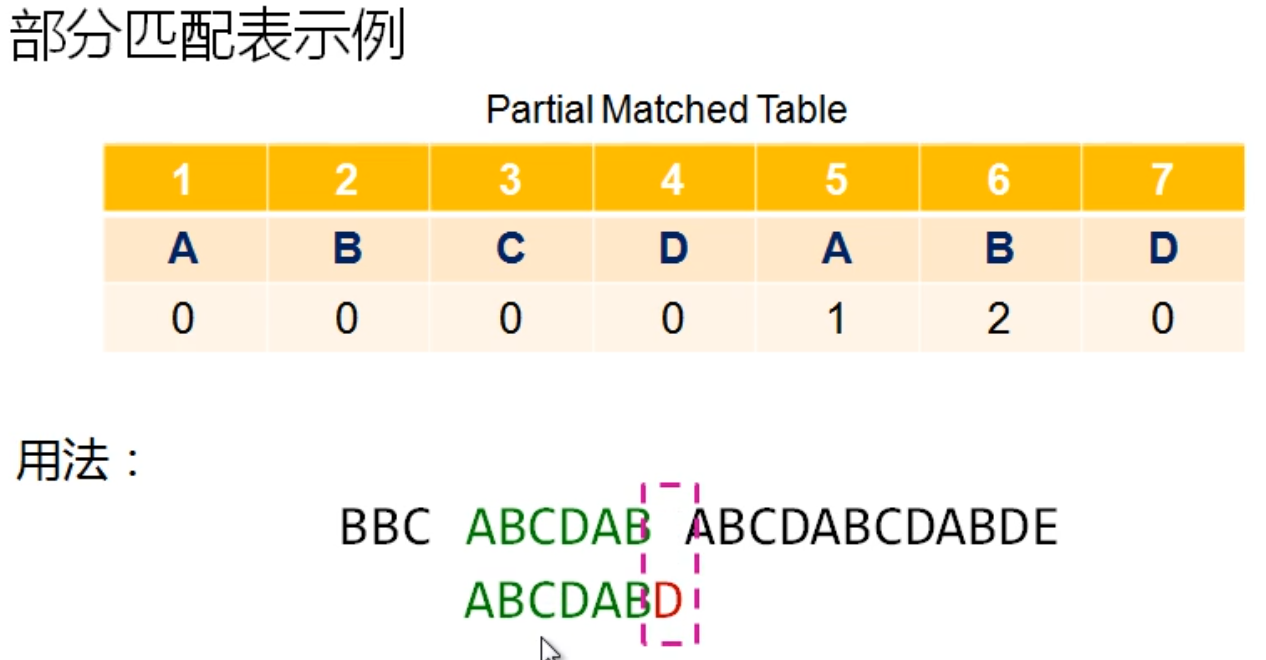 部分匹配表示例
Partial Matched Table
1 2 3 4 5 6 7
A B C D A B D
0 0 0 0 1 2 0
用法：
BBC ABCDAB ABCDABCDABDE
ABCDABD